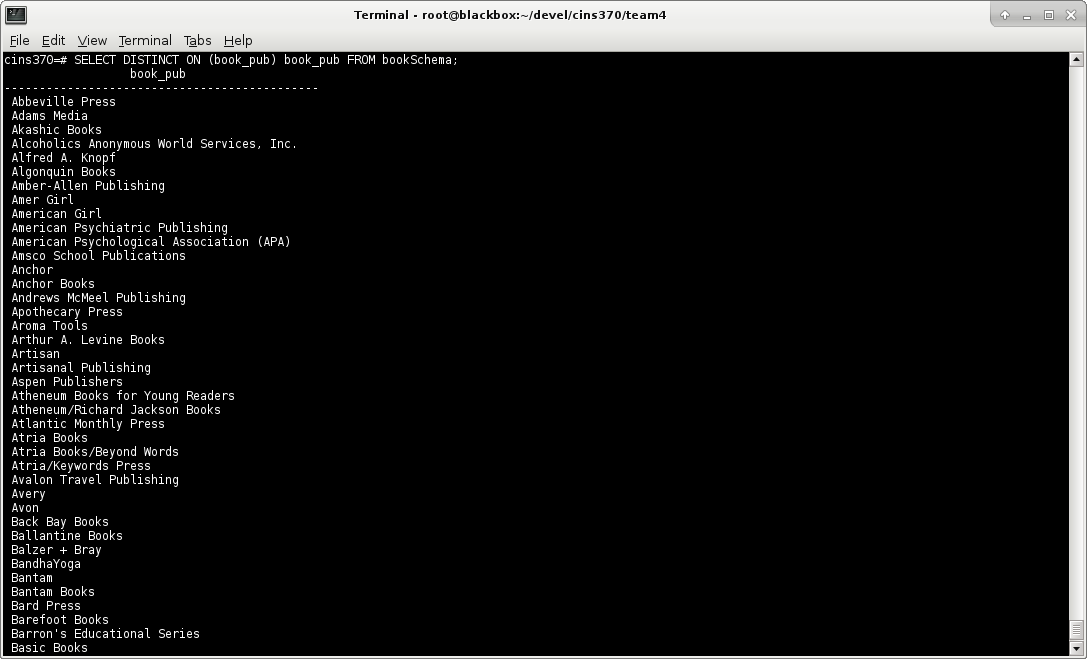 Terminal - root@blackbox:~/devel/cins370/team4
File Edit View Terminal Tabs Help
cins370=# SELECT DISTINCT ON (book_pub) book_pub FROM bookSchema;
book_pub
---------------------------------------------
Abbeville Press
Adams Media
Akashic Books
Alcoholics Anonymous World Services, Inc.
Alfred A. Knopf
Algonquin Books
Amber-Allen Publishing
Amer Girl
American Girl
American Psychiatric Publishing
American Psychological Association (APA)
Amsco School Publications
Anchor
Anchor Books
Andrews McMeel Publishing
Apothecary Press
Aroma Tools
Arthur A. Levine Books
Artisan
Artisanal Publishing
Aspen Publishers
Atheneum Books for Young Readers
Atheneum/Richard Jackson Books
Atlantic Monthly Press
Atria Books
Atria Books/Beyond Words
Atria/Keywords Press
Avalon Travel Publishing
Avery
Avon
Back Bay Books
Ballantine Books
Balzer + Bray
BandhaYoga
Bantam
Bantam Books
Bard Press
Barefoot Books
Barron's Educational Series
Basic Books